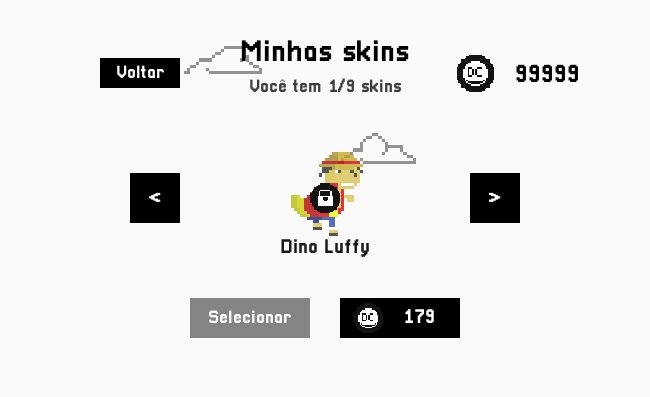 Minhas skins
Voltar
Você tem 1/9 skins
DC 99999
<
>
Dino Luffy
Selecionar
DC 179